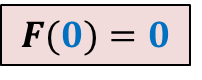 F(0) = 0